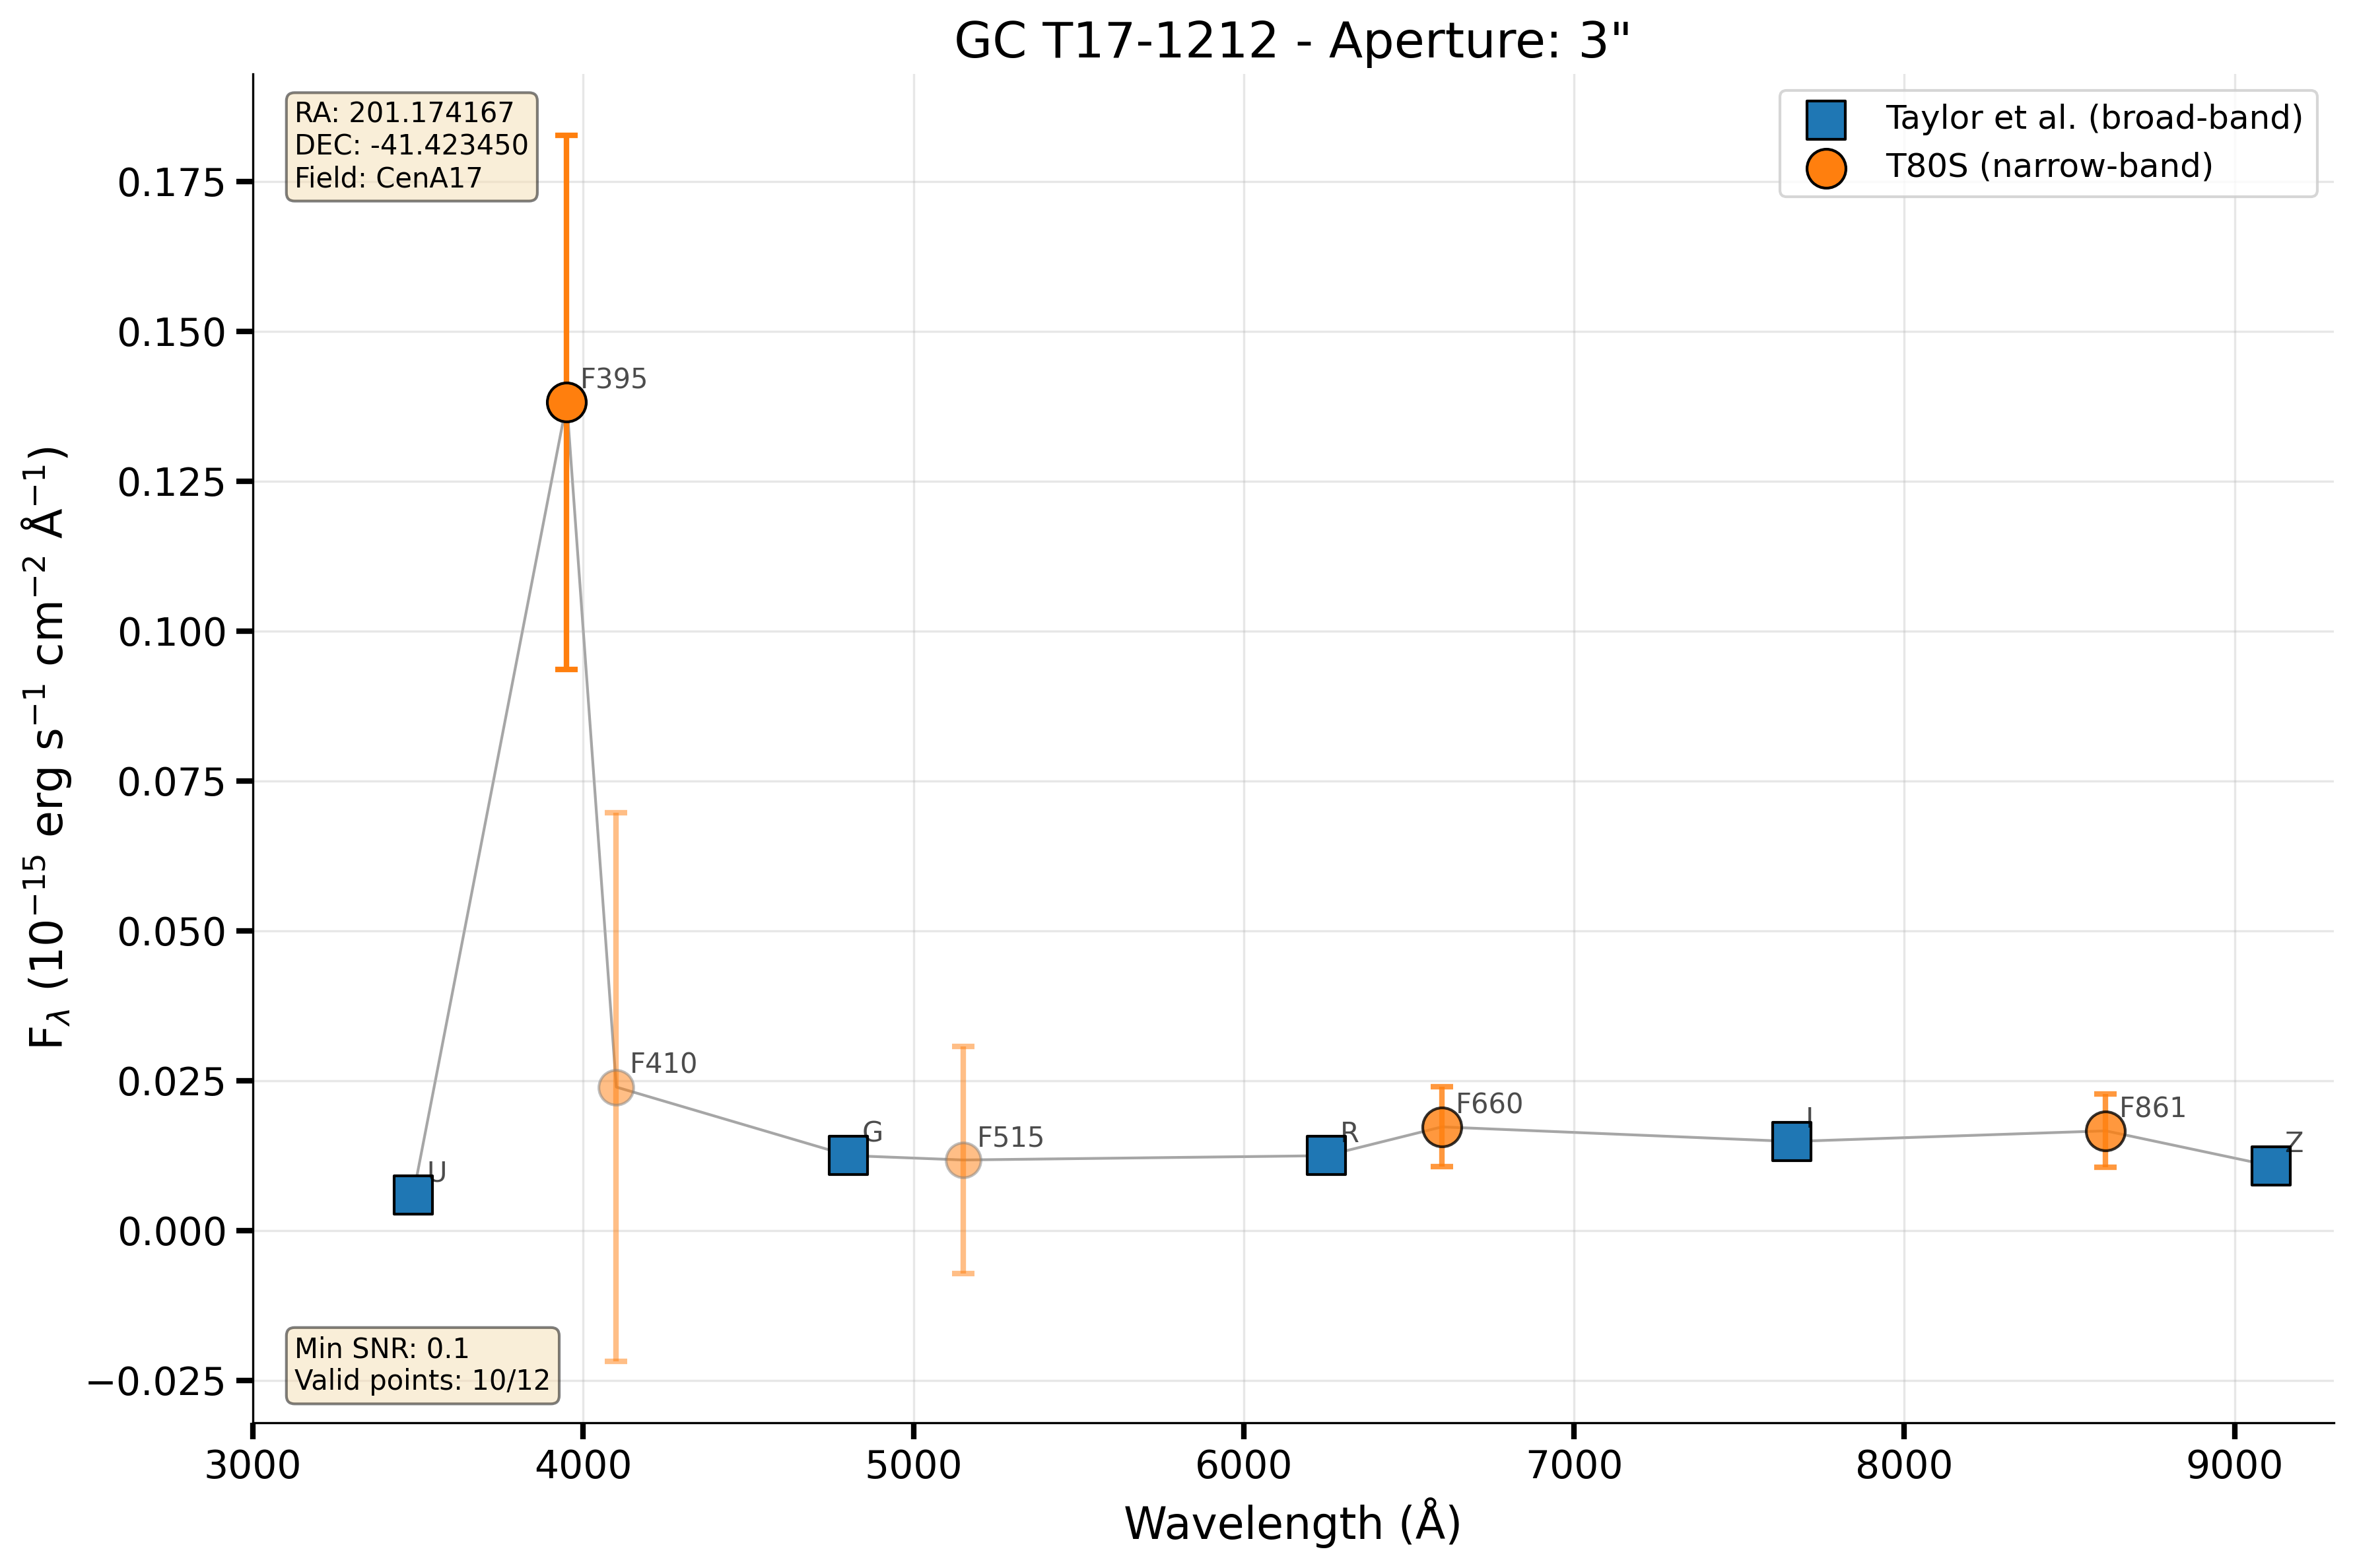 GC T17-1212 - Aperture: 3"
RA: 201.174167
DEC: -41.423450
Field: CenA17
Taylor et al. (broad-band)
T80S (narrow-band)
0.175
0.150
0.125
0.100
0.075
0.050
0.025
0.000
−0.025
F395
F410
U
G
F515
R
F660
I
F861
Z
Min SNR: 0.1
Valid points: 10/12
3000
4000
5000
6000
7000
8000
9000
Wavelength (Å)
Fλ (10⁻¹⁵ erg s⁻¹ cm⁻² Å⁻¹)